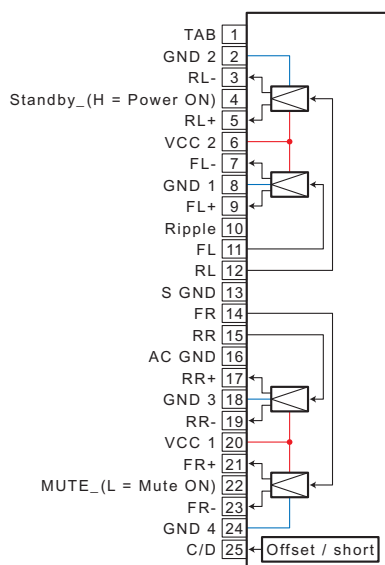 TAB 1
GND 2 2
RL- 3
Standby_(H = Power ON) 4
RL+ 5
VCC 2 6
FL- 7
GND 1 8
FL+ 9
Ripple 10
FL 11
RL 12
S GND 13
FR 14
RR 15
AC GND 16
RR+ 17
GND 3 18
RR- 19
VCC 1 20
FR+ 21
MUTE_(L = Mute ON) 22
FR- 23
GND 4 24
C/D 25 Offset / short